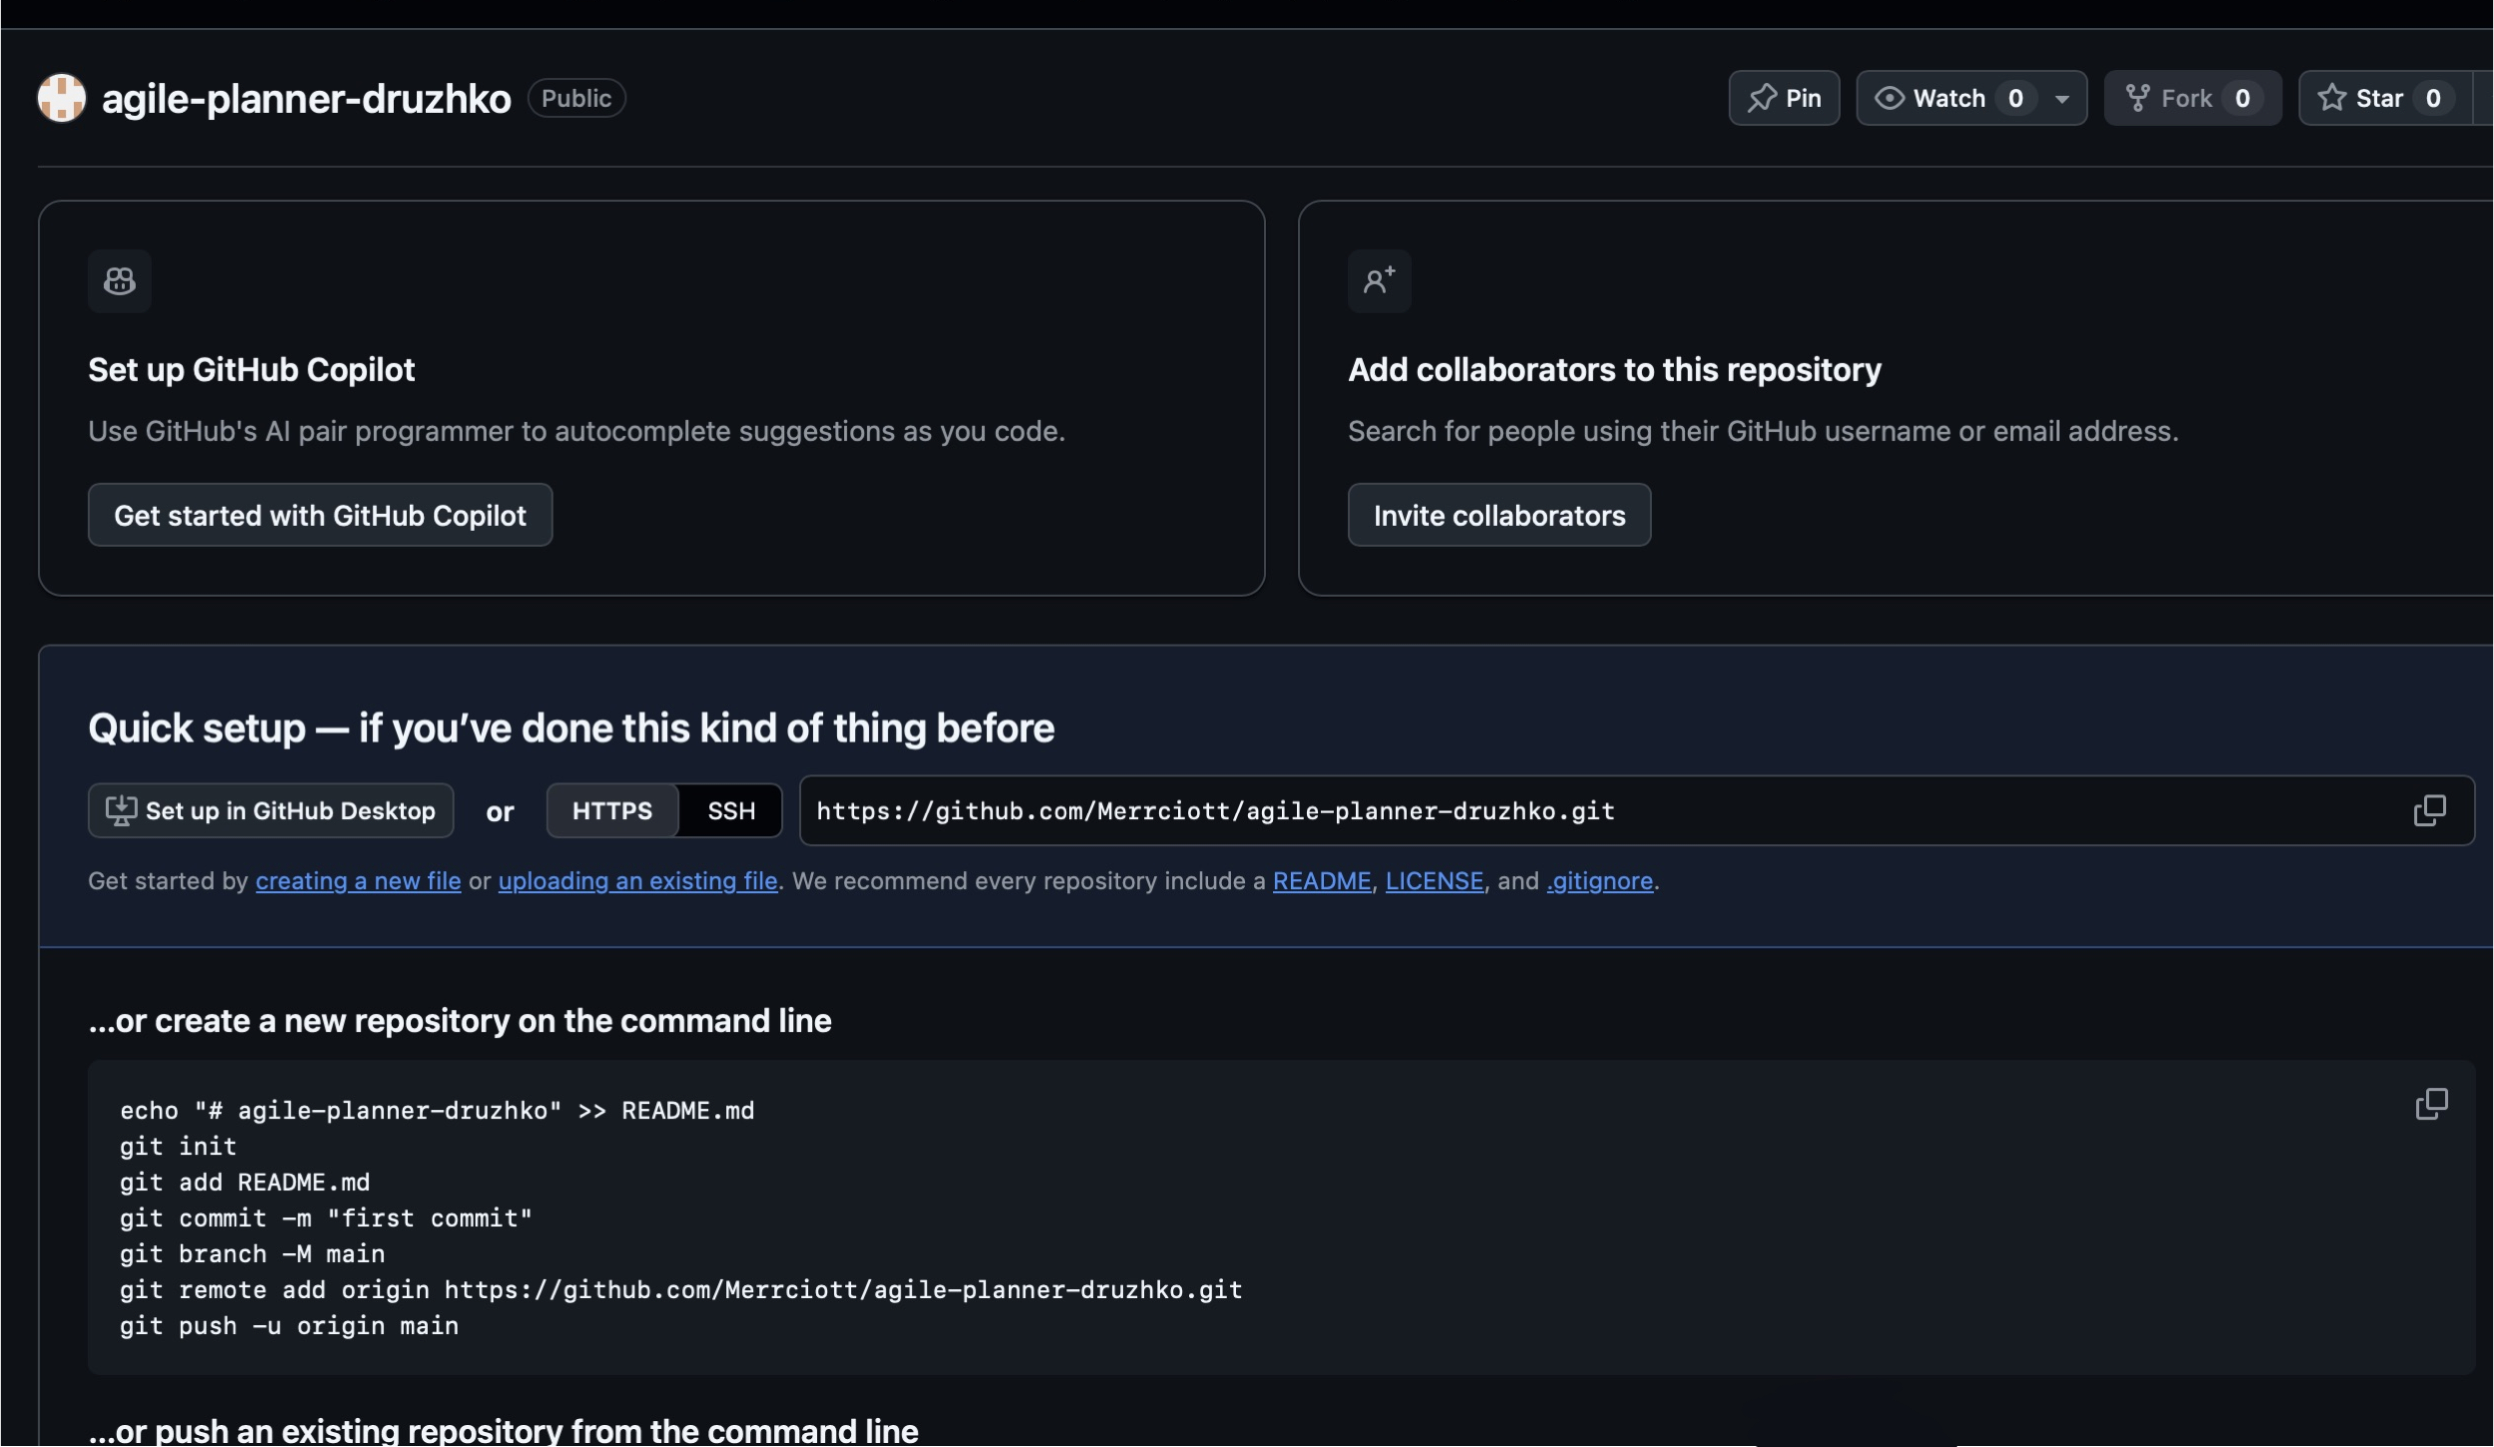 agile-planner-druzhko Public
Pin
Watch 0
Fork 0
Star 0
Set up GitHub Copilot
Use GitHub's AI pair programmer to autocomplete suggestions as you code.
Get started with GitHub Copilot
Add collaborators to this repository
Search for people using their GitHub username or email address.
Invite collaborators
Quick setup — if you’ve done this kind of thing before
Set up in GitHub Desktop or HTTPS SSH https://github.com/Merrciott/agile-planner-druzhko.git
Get started by creating a new file or uploading an existing file. We recommend every repository include a README, LICENSE, and .gitignore.
...or create a new repository on the command line
echo "# agile-planner-druzhko" >> README.md
git init
git add README.md
git commit -m "first commit"
git branch -M main
git remote add origin https://github.com/Merrciott/agile-planner-druzhko.git
git push -u origin main
...or push an existing repository from the command line